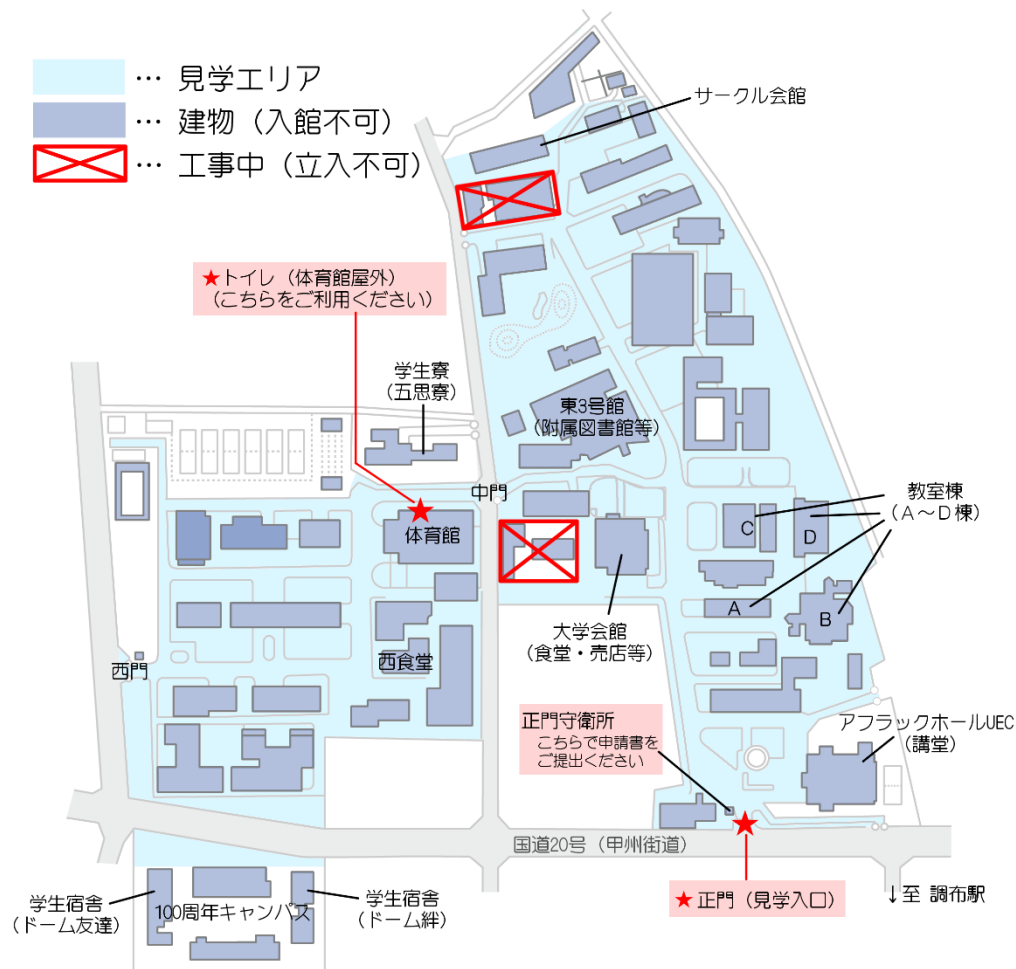 … 見学エリア
… 建物（入館不可）
… 工事中（立入不可）
サークル会館
★トイレ（体育館屋外）
（こちらをご利用ください）
学生寮
（五思寮）
東3号館
（附属図書館等）
中門
体育館
教室棟
（A～D棟）
C
D
A
B
大学会館
（食堂・売店等）
西食堂
西門
正門守衛所
こちらで申請書を
ご提出ください
アフラックホールUEC
（講堂）
国道20号（甲州街道）
★正門（見学入口）
↓至 調布駅
学生宿舎
（ドーム友達）
100周年キャンパス
学生宿舎
（ドーム絆）